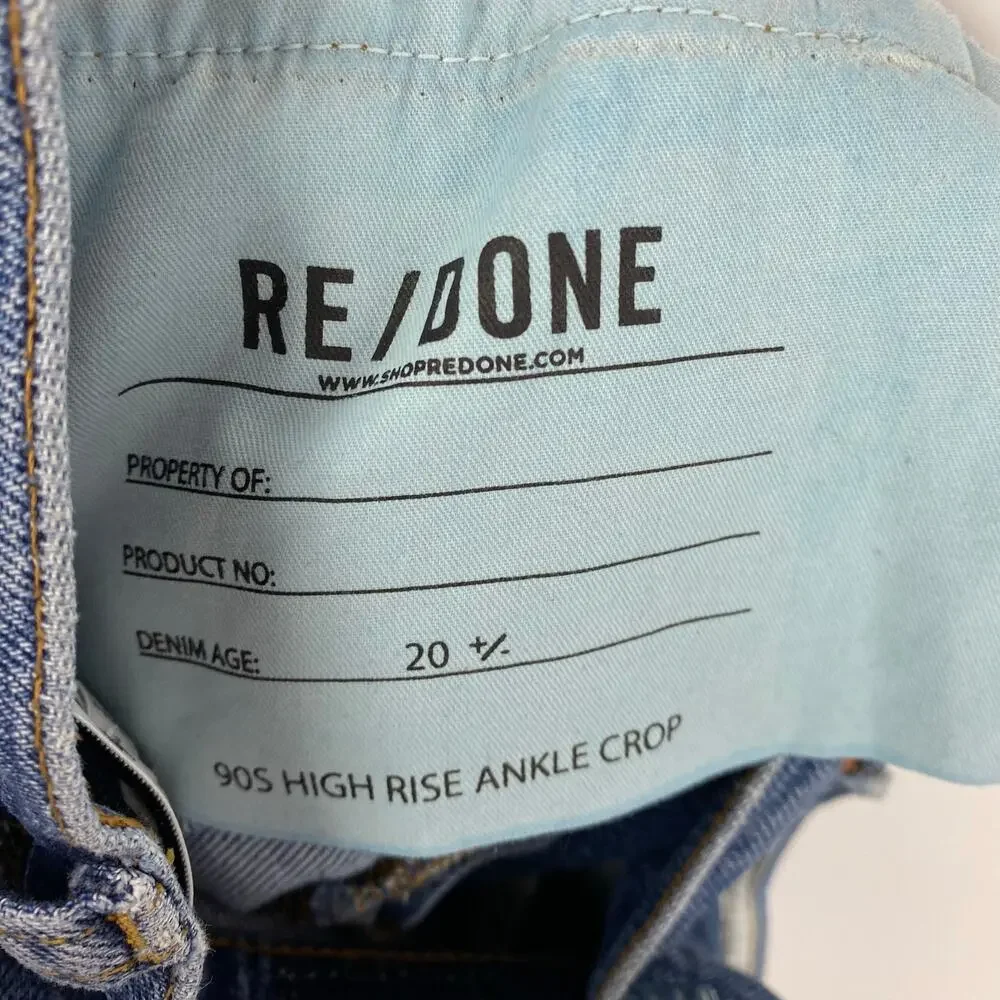 RE/DONE
WWW.SHOPREDONE.COM
PROPERTY OF:
PRODUCT NO:
DENIM AGE: 20 +/-
90S HIGH RISE ANKLE CROP